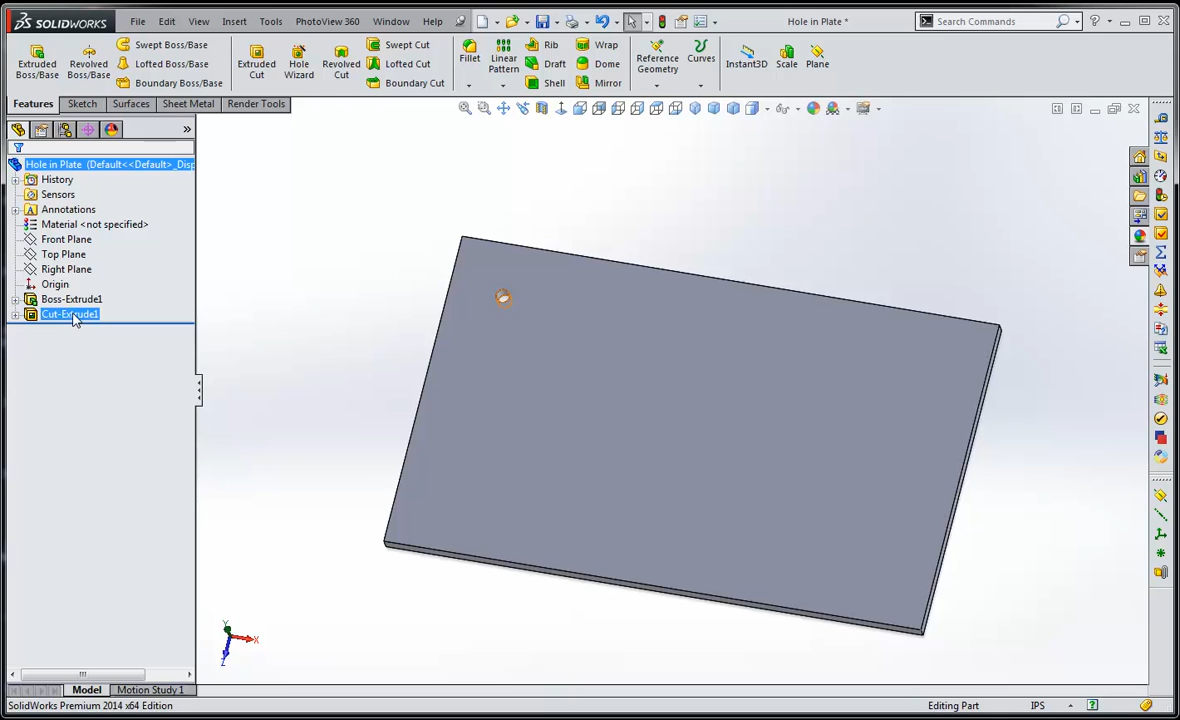 SOLIDWORKS File Edit View Insert Tools PhotoView 360 Window Help Hole in Plate * Search Commands
Extruded Boss/Base
Revolved Boss/Base
Swept Boss/Base
Lofted Boss/Base
Boundary Boss/Base
Extruded Cut
Hole Wizard
Revolved Cut
Swept Cut
Lofted Cut
Boundary Cut
Fillet
Linear Pattern
Rib
Draft
Shell
Wrap
Dome
Mirror
Reference Geometry
Curves
Instant3D
Scale
Plane
Features Sketch Surfaces Sheet Metal Render Tools
Hole in Plate (Default<<Default>_Disp
History
Sensors
Annotations
Material <not specified>
Front Plane
Top Plane
Right Plane
Origin
Boss-Extrude1
Cut-Extrude1
Y
X
Z
Model Motion Study 1
SolidWorks Premium 2014 x64 Edition Editing Part IPS